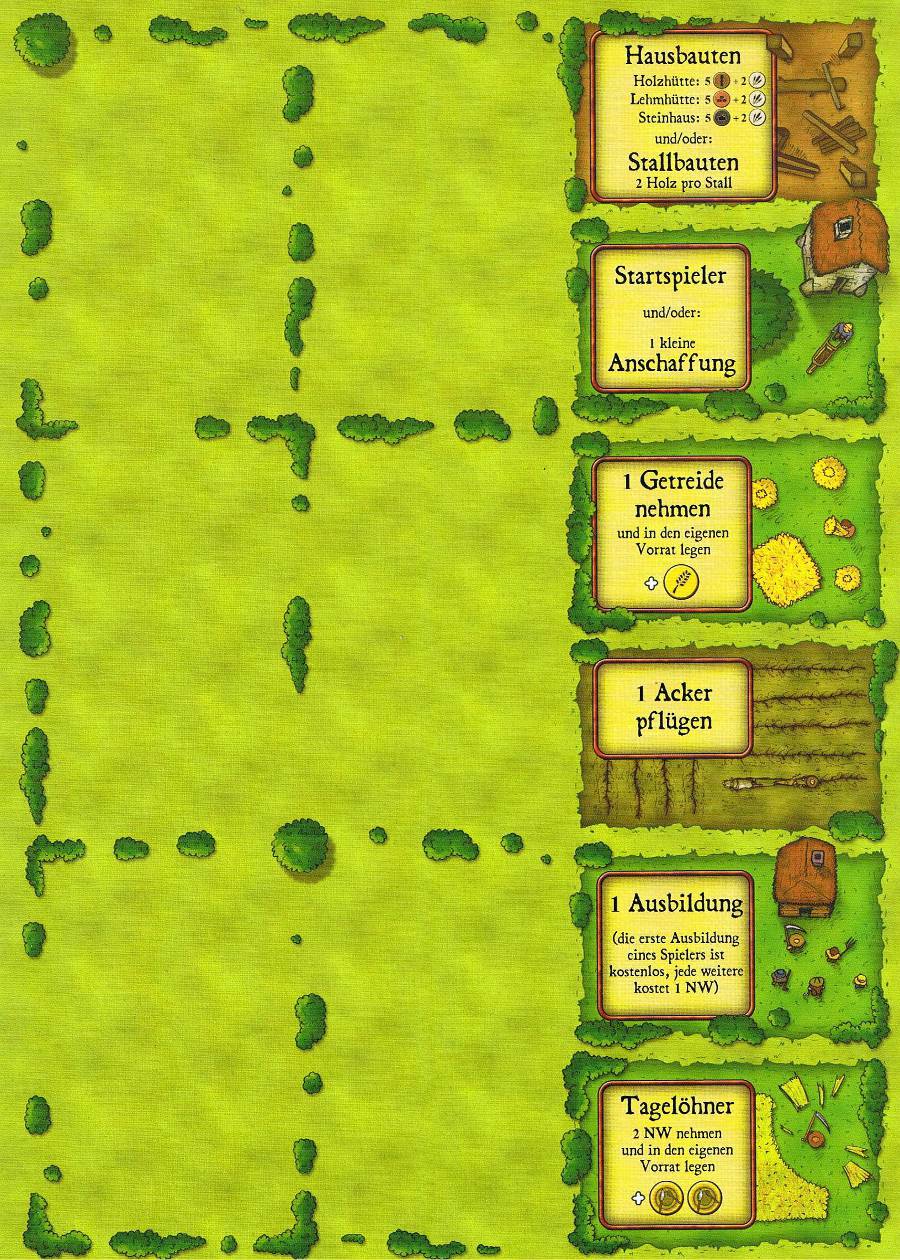 Hausbauten
Holzhütte: 5 + 2
Lehmhütte: 5 + 2
Steinhaus: 5 + 2
und/oder:
Stallbauten
2 Holz pro Stall
Startspieler
und/oder:
1 kleine
Anschaffung
1 Getreide
nehmen
und in den eigenen
Vorrat legen
+
1 Acker
pflügen
1 Ausbildung
(die erste Ausbildung
eines Spielers ist
kostenlos, jede weitere
kostet 1 NW)
Tagelöhner
2 NW nehmen
und in den eigenen
Vorrat legen
+